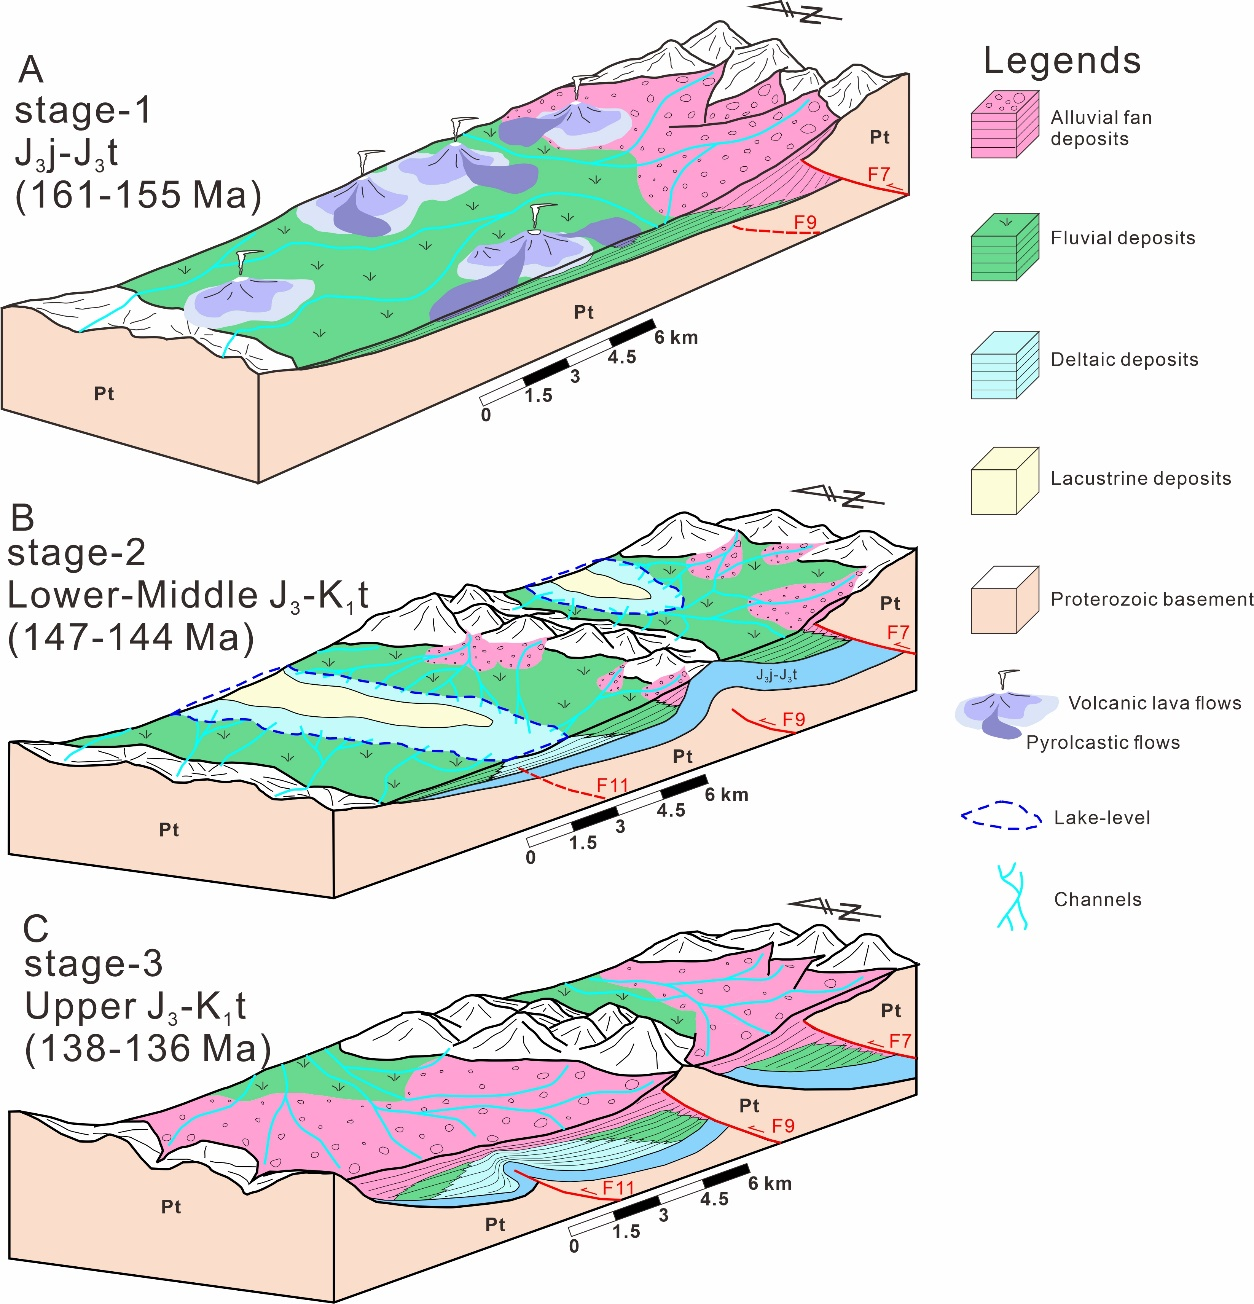 N
A
stage-1
J₃j-J₃t
(161-155 Ma)
Pt
F7
F9
Pt
Pt
0 1.5 3 4.5 6 km
N
B
stage-2
Lower-Middle J₃-K₁t
(147-144 Ma)
Pt
F7
J₃j-J₃t
F9
Pt
F11
Pt
0 1.5 3 4.5 6 km
N
C
stage-3
Upper J₃-K₁t
(138-136 Ma)
Pt
F7
Pt
F9
F11
Pt
Pt
0 1.5 3 4.5 6 km
Legends
Alluvial fan
deposits
Fluvial deposits
Deltaic deposits
Lacustrine deposits
Proterozoic basement
Volcanic lava flows
Pyrolcastic flows
Lake-level
Channels